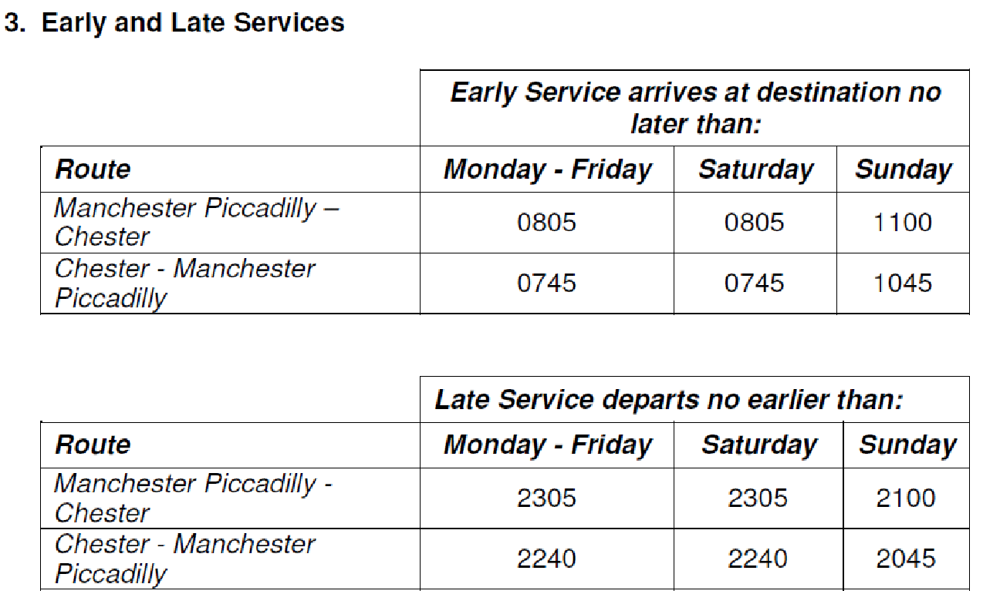 3. Early and Late Services
Early Service arrives at destination no
later than:
Route Monday - Friday Saturday Sunday
Manchester Piccadilly –
Chester
0805 0805 1100
Chester - Manchester
Piccadilly
0745 0745 1045
Late Service departs no earlier than:
Route Monday - Friday Saturday Sunday
Manchester Piccadilly -
Chester
2305 2305 2100
Chester - Manchester
Piccadilly
2240 2240 2045